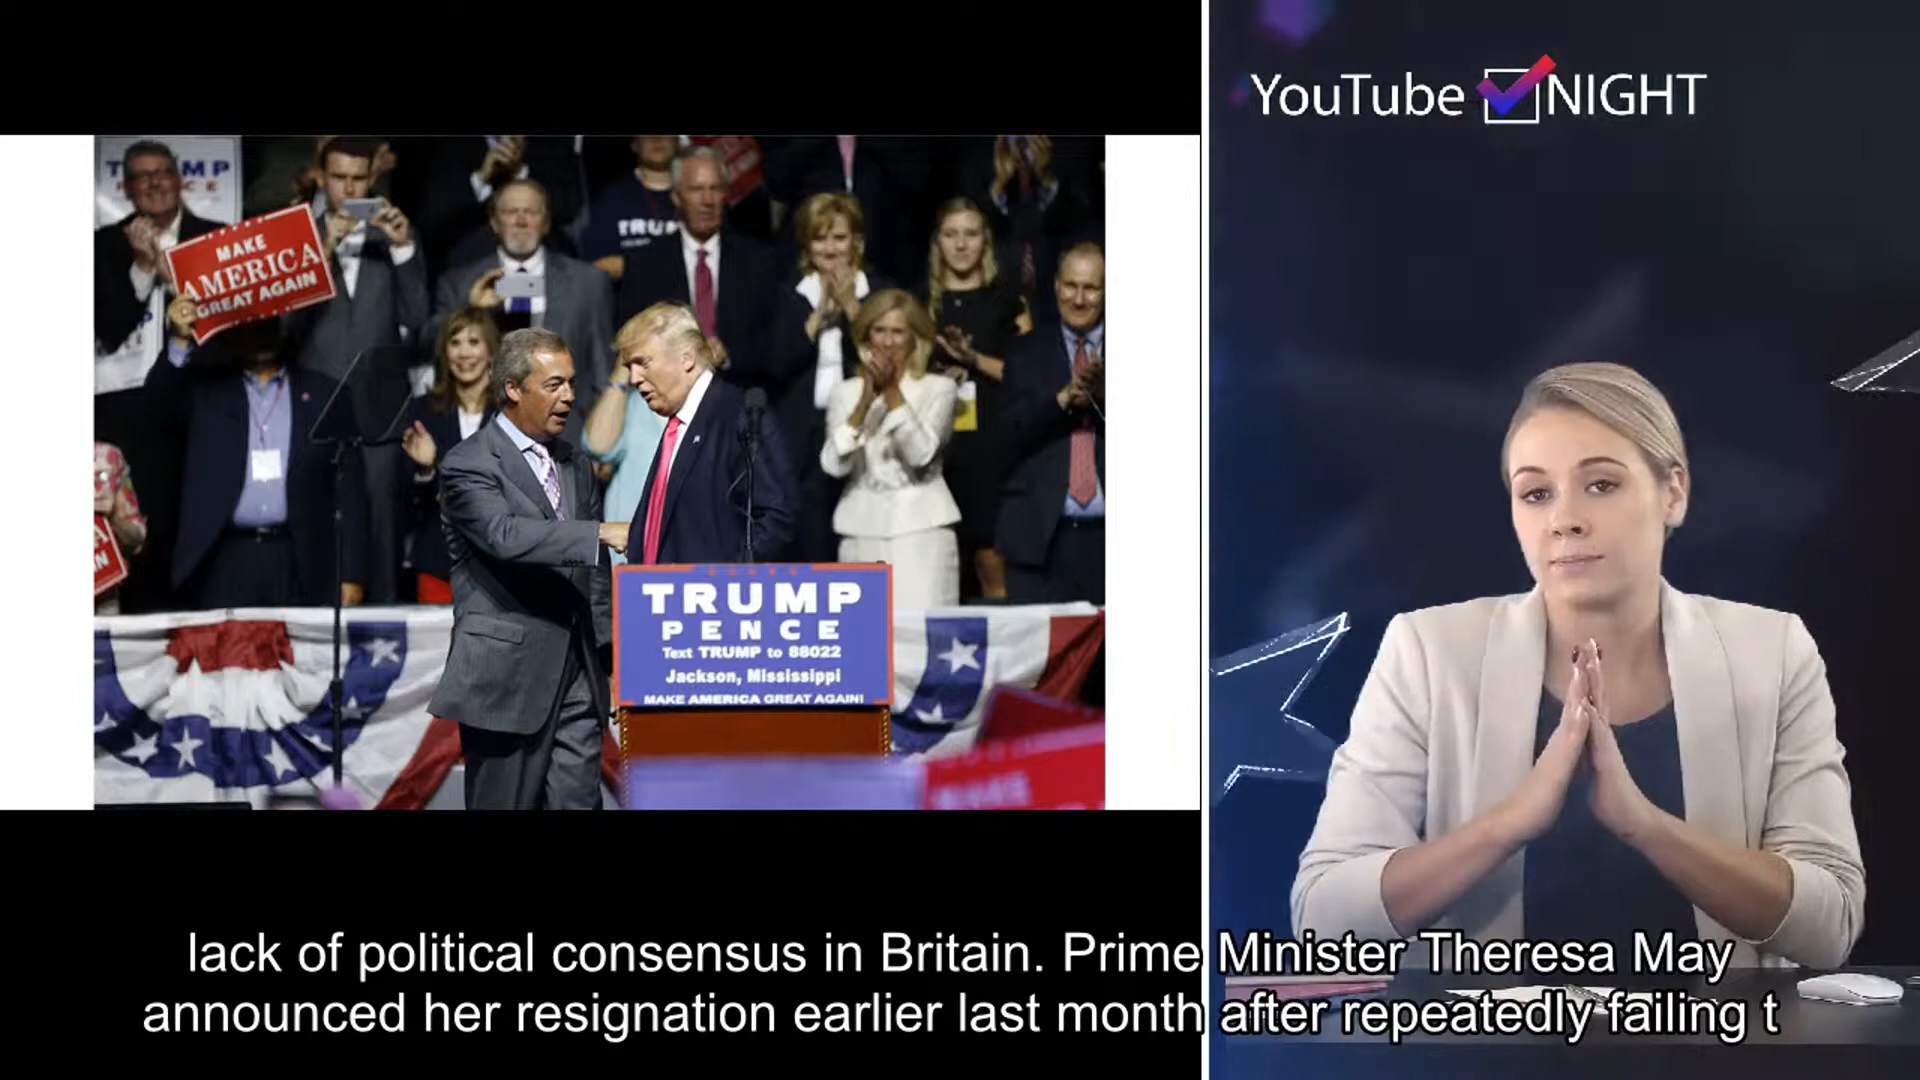 YouTube NIGHT
TRUMP
PENCE
MAKE
AMERICA
GREAT AGAIN
TRUMP
PENCE
Text TRUMP to 88022
Jackson, Mississippi
MAKE AMERICA GREAT AGAIN!
lack of political consensus in Britain. Prime Minister Theresa May
announced her resignation earlier last month after repeatedly failing t